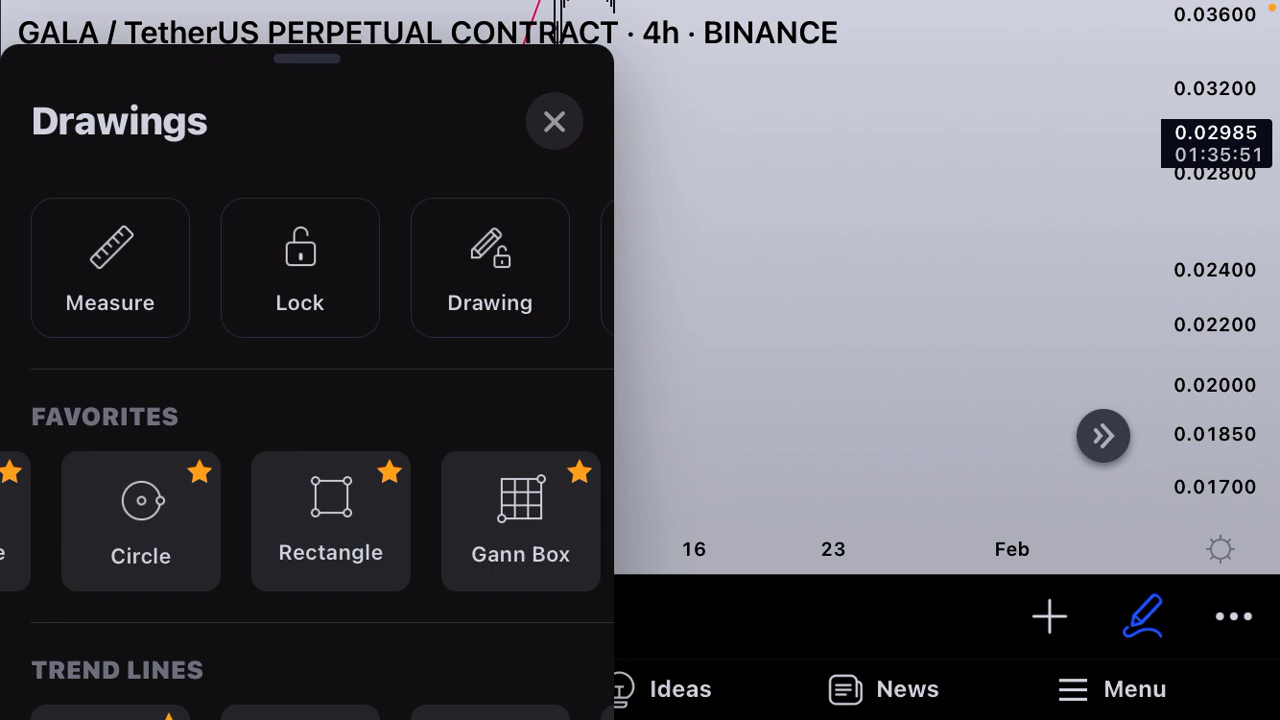 GALA / TetherUS PERPETUAL CONTRACT · 4h · BINANCE
Drawings
Measure
Lock
Drawing
FAVORITES
e
Circle
Rectangle
Gann Box
TREND LINES
0.03600
0.03200
0.02985
01:35:51
0.02800
0.02400
0.02200
0.02000
0.01850
0.01700
16
23
Feb
Ideas
News
Menu